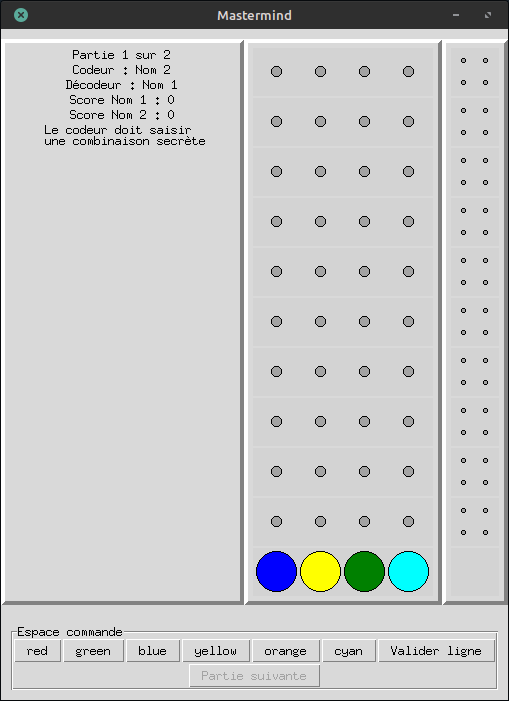 Mastermind
Partie 1 sur 2
Codeur : Nom 2
Décodeur : Nom 1
Score Nom 1 : 0
Score Nom 2 : 0
Le codeur doit saisir
une combinaison secrète
Espace commande
red green blue yellow orange cyan Valider ligne
Partie suivante